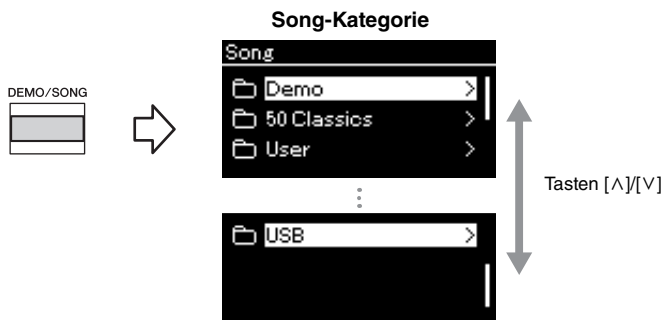 Song-Kategorie
Song
DEMO/SONG
Demo >
50 Classics >
User >
Tasten [∧]/[∨]
USB >